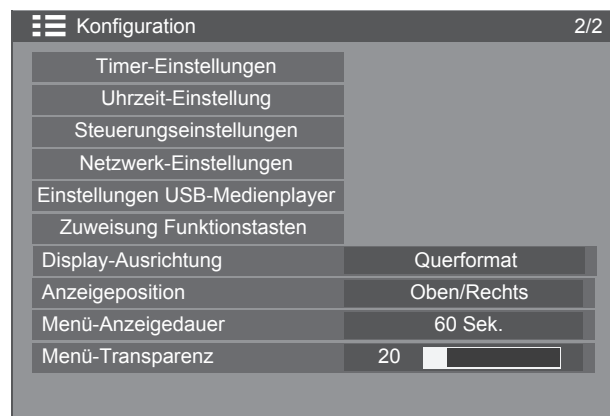 Konfiguration 2/2
Timer-Einstellungen
Uhrzeit-Einstellung
Steuerungseinstellungen
Netzwerk-Einstellungen
Einstellungen USB-Medienplayer
Zuweisung Funktionstasten
Display-Ausrichtung Querformat
Anzeigeposition Oben/Rechts
Menü-Anzeigedauer 60 Sek.
Menü-Transparenz 20